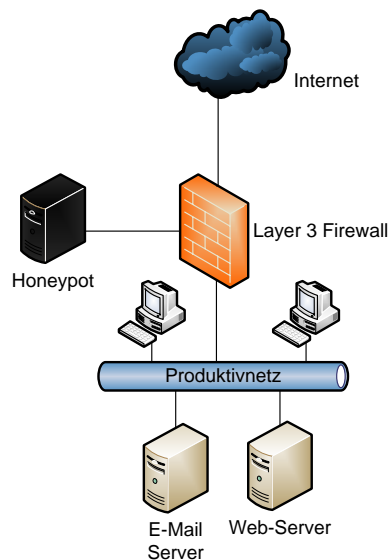 Internet
Layer 3 Firewall
Honeypot
Produktivnetz
E-Mail
Server
Web-Server